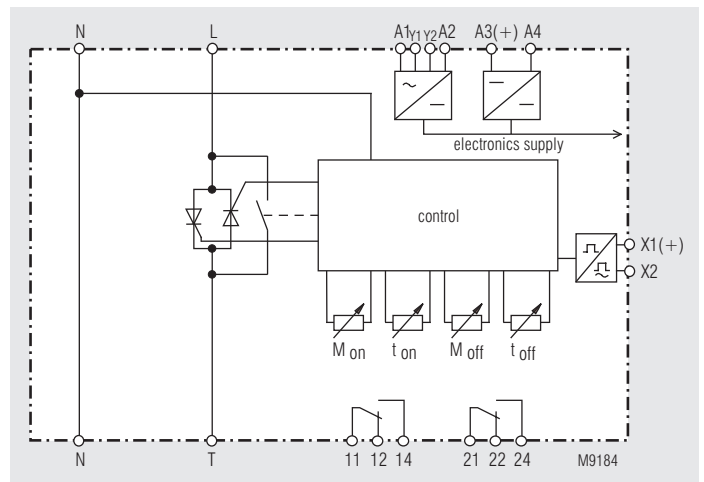 N L A1 Y1 Y2 A2 A3(+) A4
electronics supply
control
X1(+)
X2
M on t on M off t off
N T 11 12 14 21 22 24 M9184